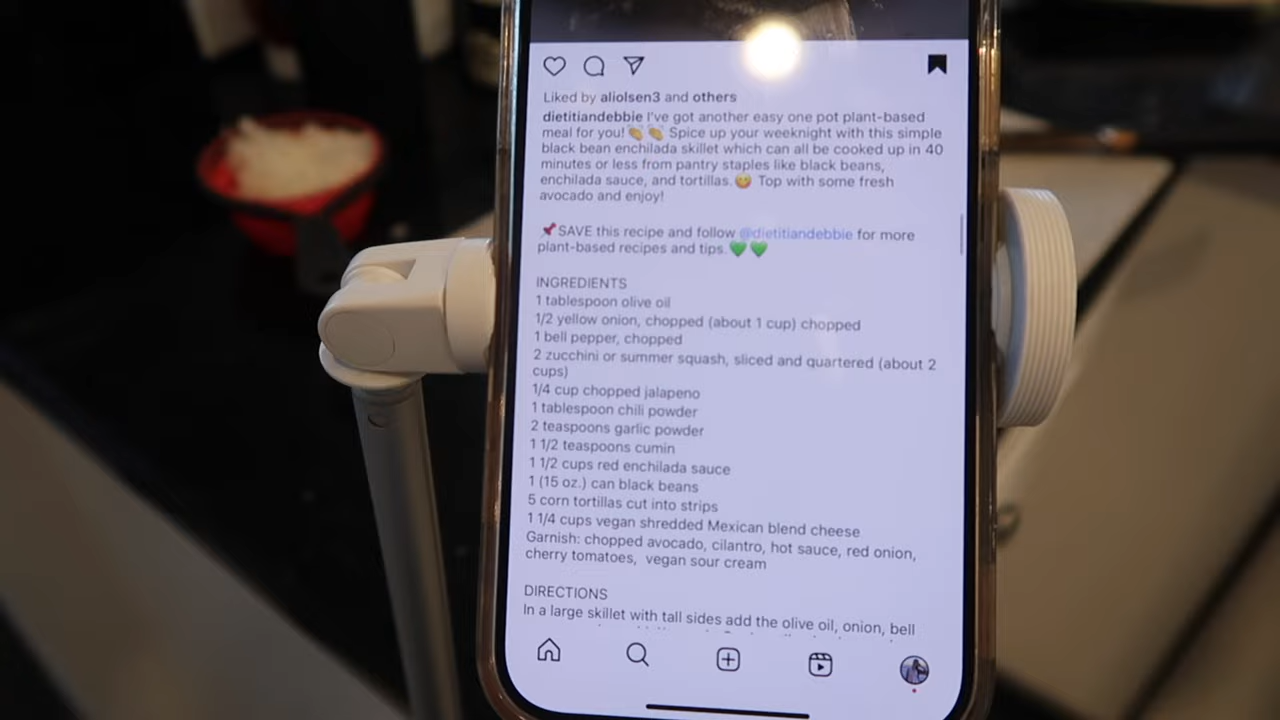 Liked by aliolsen3 and others
dietitiandebbie I've got another easy one pot plant-based
meal for you!👏👏 Spice up your weeknight with this simple
black bean enchilada skillet which can all be cooked up in 40
minutes or less from pantry staples like black beans,
enchilada sauce, and tortillas.😋 Top with some fresh
avocado and enjoy!
📌SAVE this recipe and follow @dietitiandebbie for more
plant-based recipes and tips.💚💚
INGREDIENTS
1 tablespoon olive oil
1/2 yellow onion, chopped (about 1 cup) chopped
1 bell pepper, chopped
2 zucchini or summer squash, sliced and quartered (about 2
cups)
1/4 cup chopped jalapeno
1 tablespoon chili powder
2 teaspoons garlic powder
1 1/2 teaspoons cumin
1 1/2 cups red enchilada sauce
1 (15 oz.) can black beans
5 corn tortillas cut into strips
1 1/4 cups vegan shredded Mexican blend cheese
Garnish: chopped avocado, cilantro, hot sauce, red onion,
cherry tomatoes, vegan sour cream
DIRECTIONS
In a large skillet with tall sides add the olive oil, onion, bell